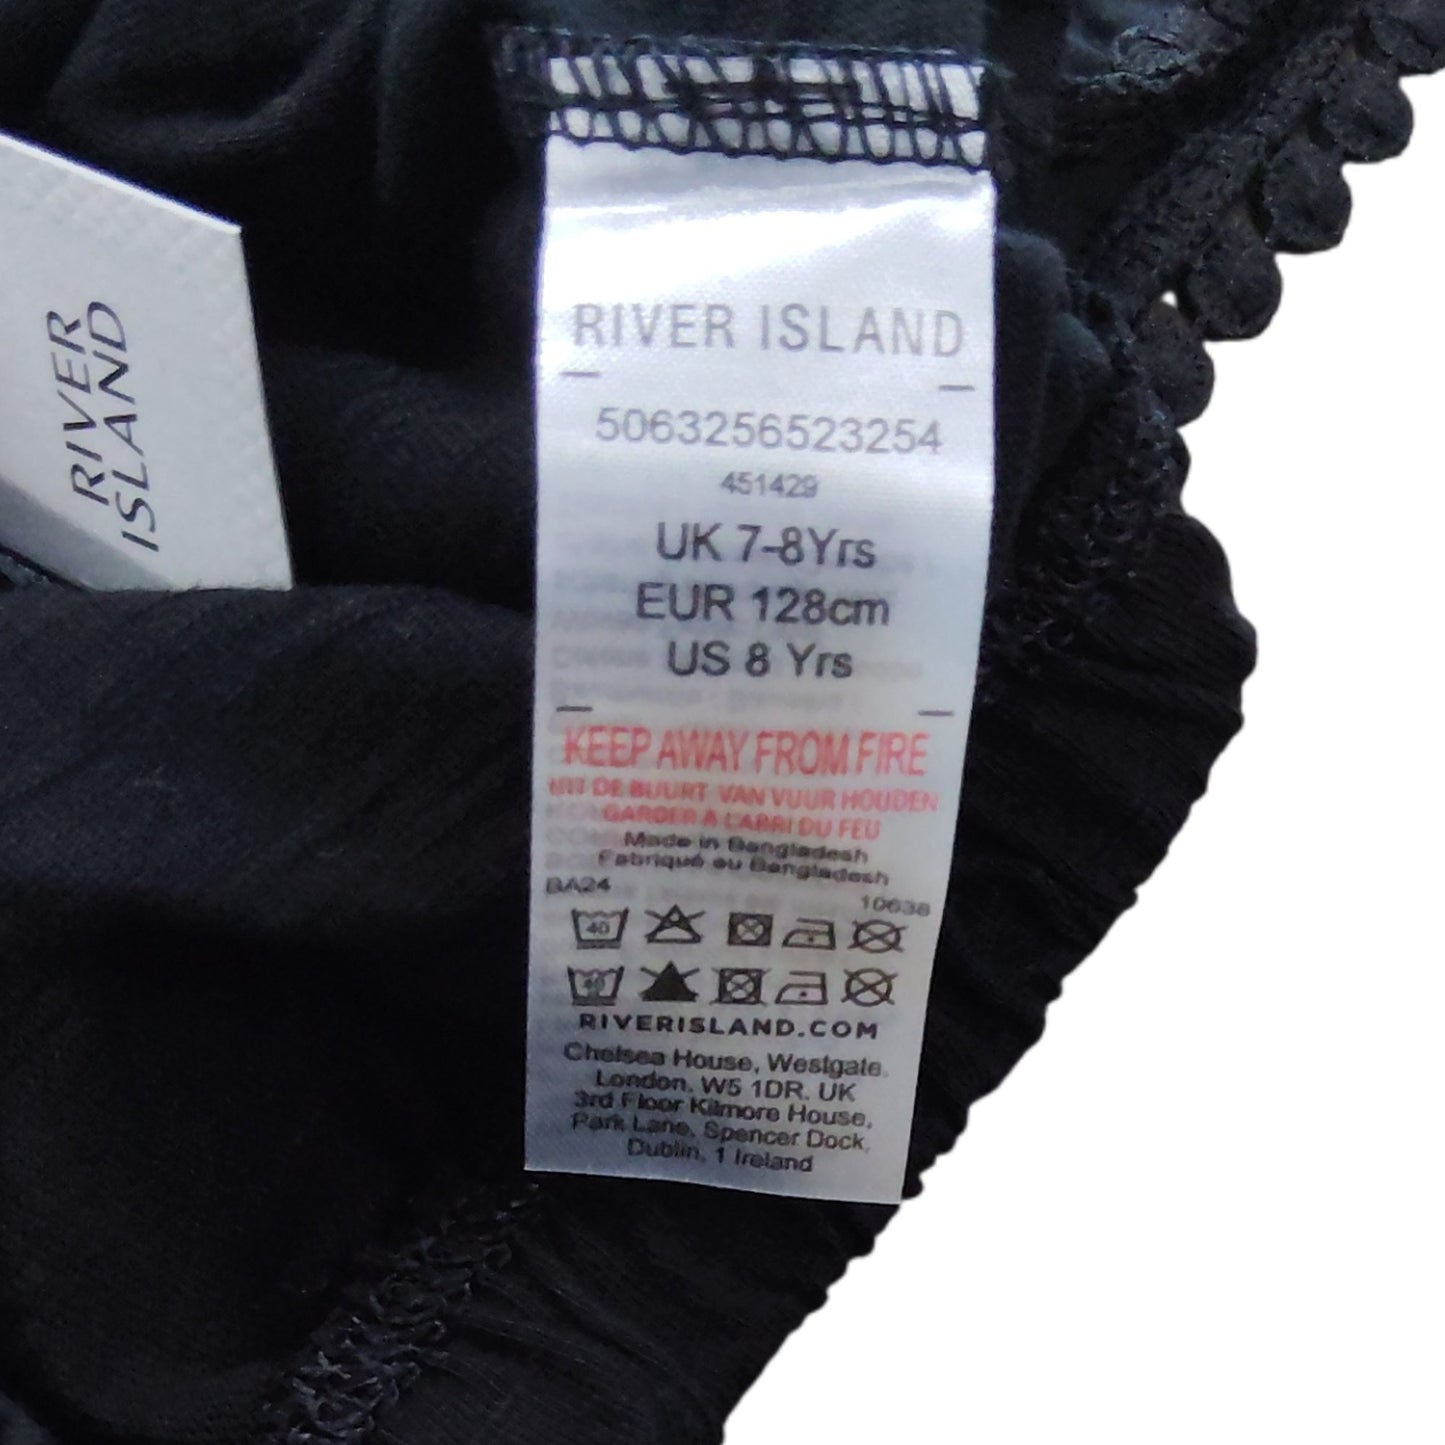 RIVER
ISLAND
RIVER ISLAND
5063256523254
451429
UK 7-8Yrs
EUR 128cm
US 8 Yrs
KEEP AWAY FROM FIRE
UIT DE BUURT VAN VUUR HOUDEN
GARDER A L'ABRI DU FEU
Made in Bangladesh
Fabriqué au Bangladesh
BA24
10638
40
40
RIVERISLAND.COM
Chelsea House, Westgate,
London, W5 1DR. UK
3rd Floor Kilmore House,
Park Lane, Spencer Dock,
Dublin, 1 Ireland